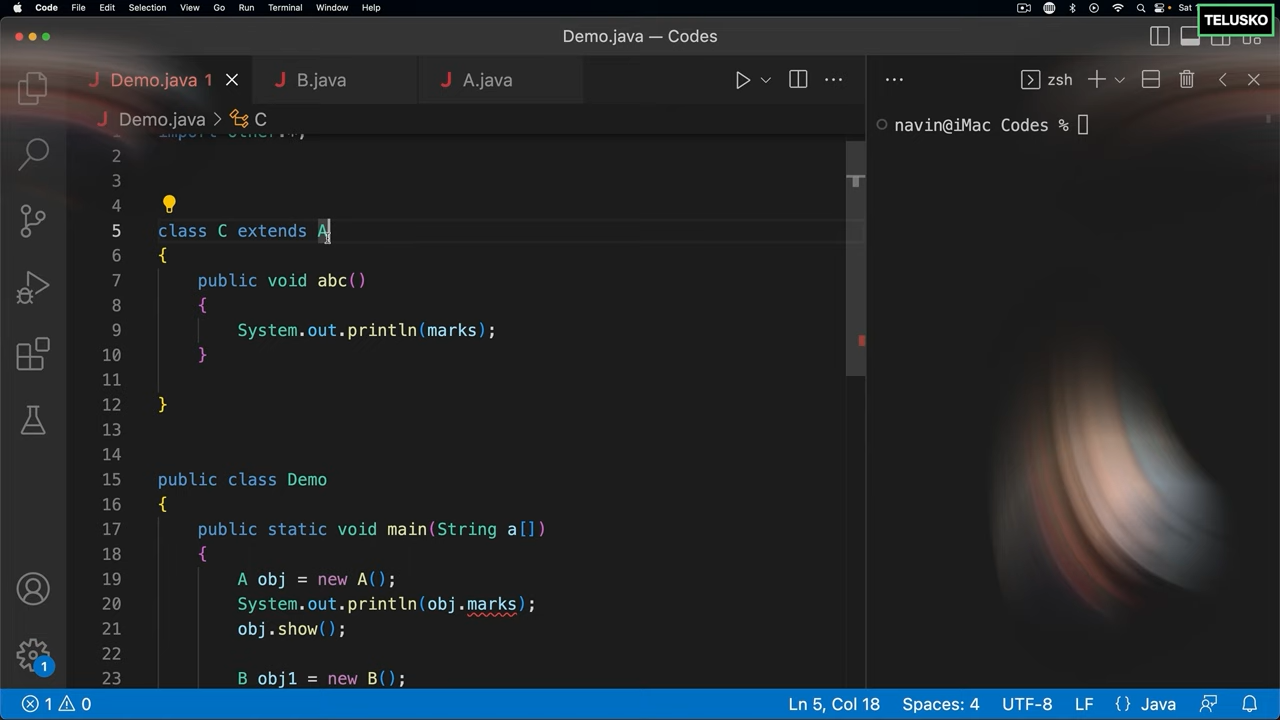 Code File Edit Selection View Go Run Terminal Window Help Sat
TELUSKO
Demo.java — Codes
Demo.java 1 B.java A.java ... ... zsh
Demo.java > C
navin@iMac Codes %
1 import other.*;
2
3
4
5 class C extends A
6 {
7 public void abc()
8 {
9 System.out.println(marks);
10 }
11
12 }
13
14
15 public class Demo
16 {
17 public static void main(String a[])
18 {
19 A obj = new A();
20 System.out.println(obj.marks);
21 obj.show();
22
23 B obj1 = new B();
1
1 0 Ln 5, Col 18 Spaces: 4 UTF-8 LF {} Java